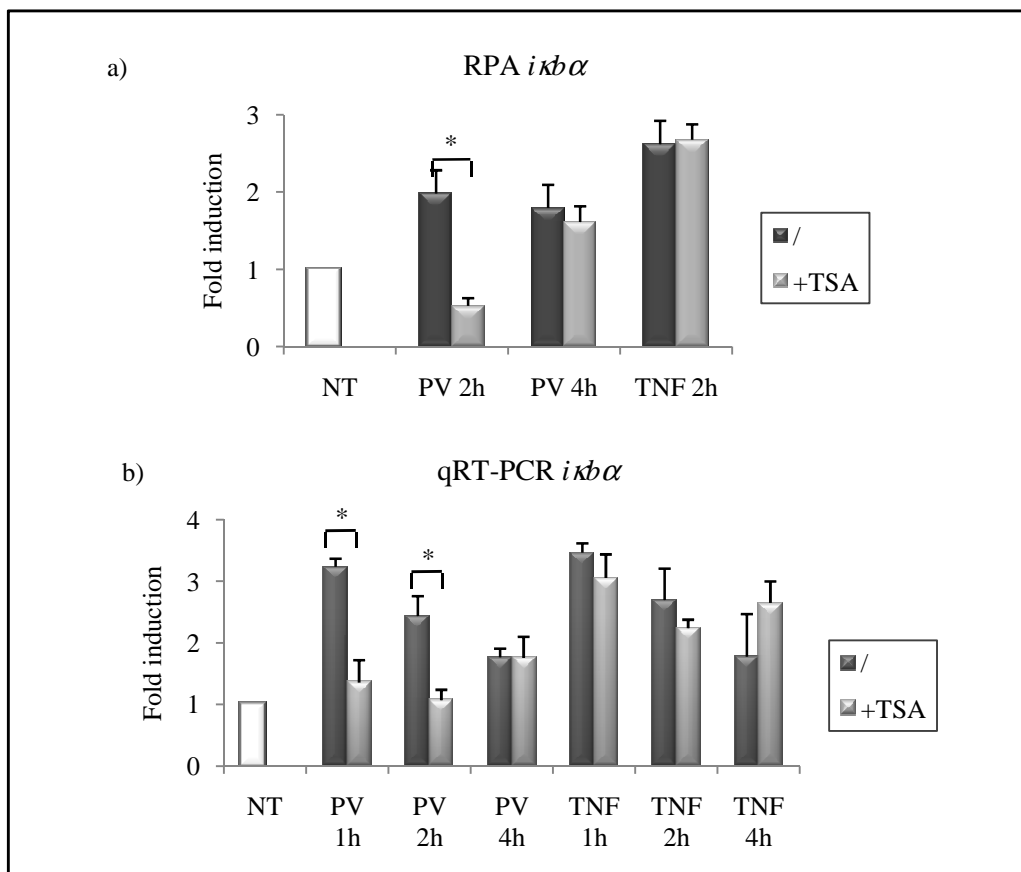 a)
RPA iκbα
Fold induction
3
2
1
0
*
NT
PV 2h
PV 4h
TNF 2h
/
+TSA
b)
qRT-PCR iκbα
Fold induction
4
3
2
1
0
*
*
NT
PV
1h
PV
2h
PV
4h
TNF
1h
TNF
2h
TNF
4h
/
+TSA